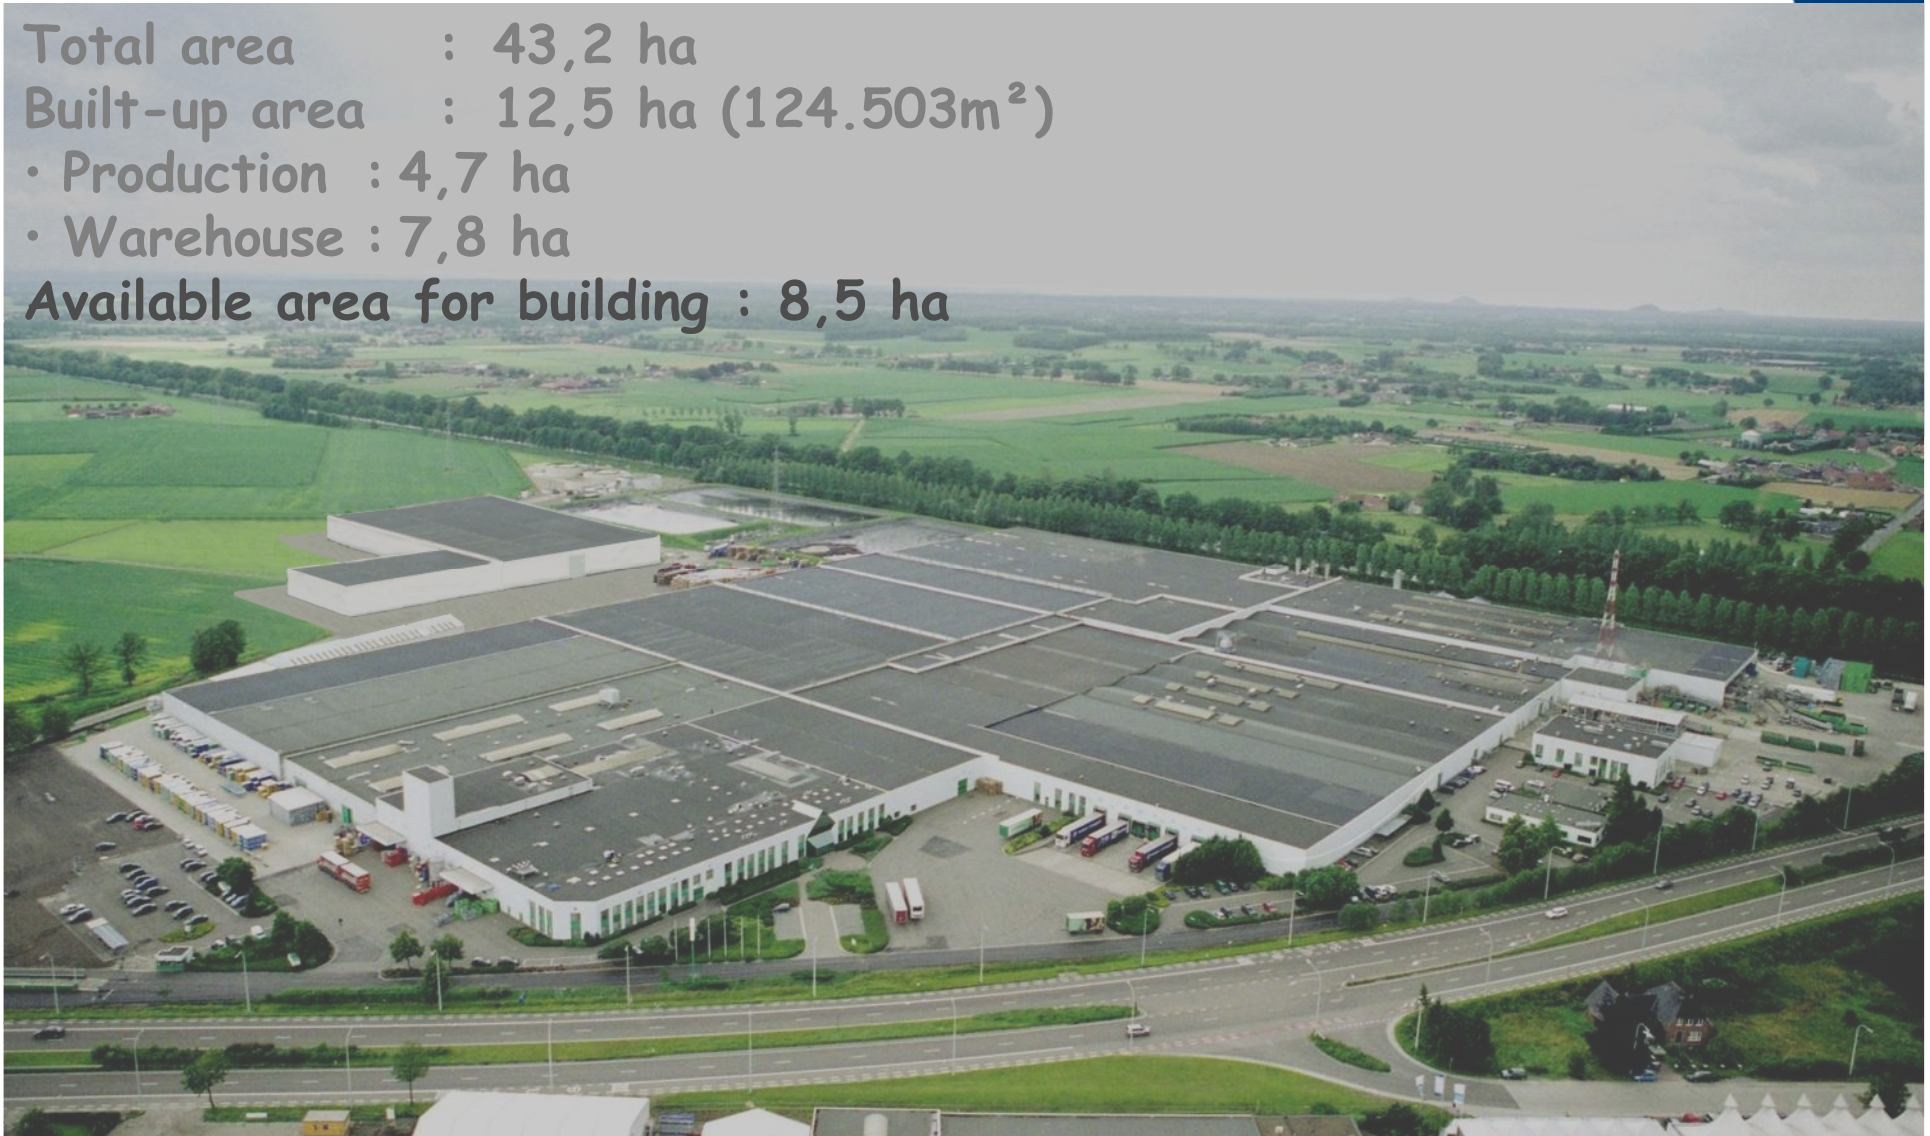 Total area : 43,2 ha
Built-up area : 12,5 ha (124.503m²)
• Production : 4,7 ha
• Warehouse : 7,8 ha
Available area for building : 8,5 ha